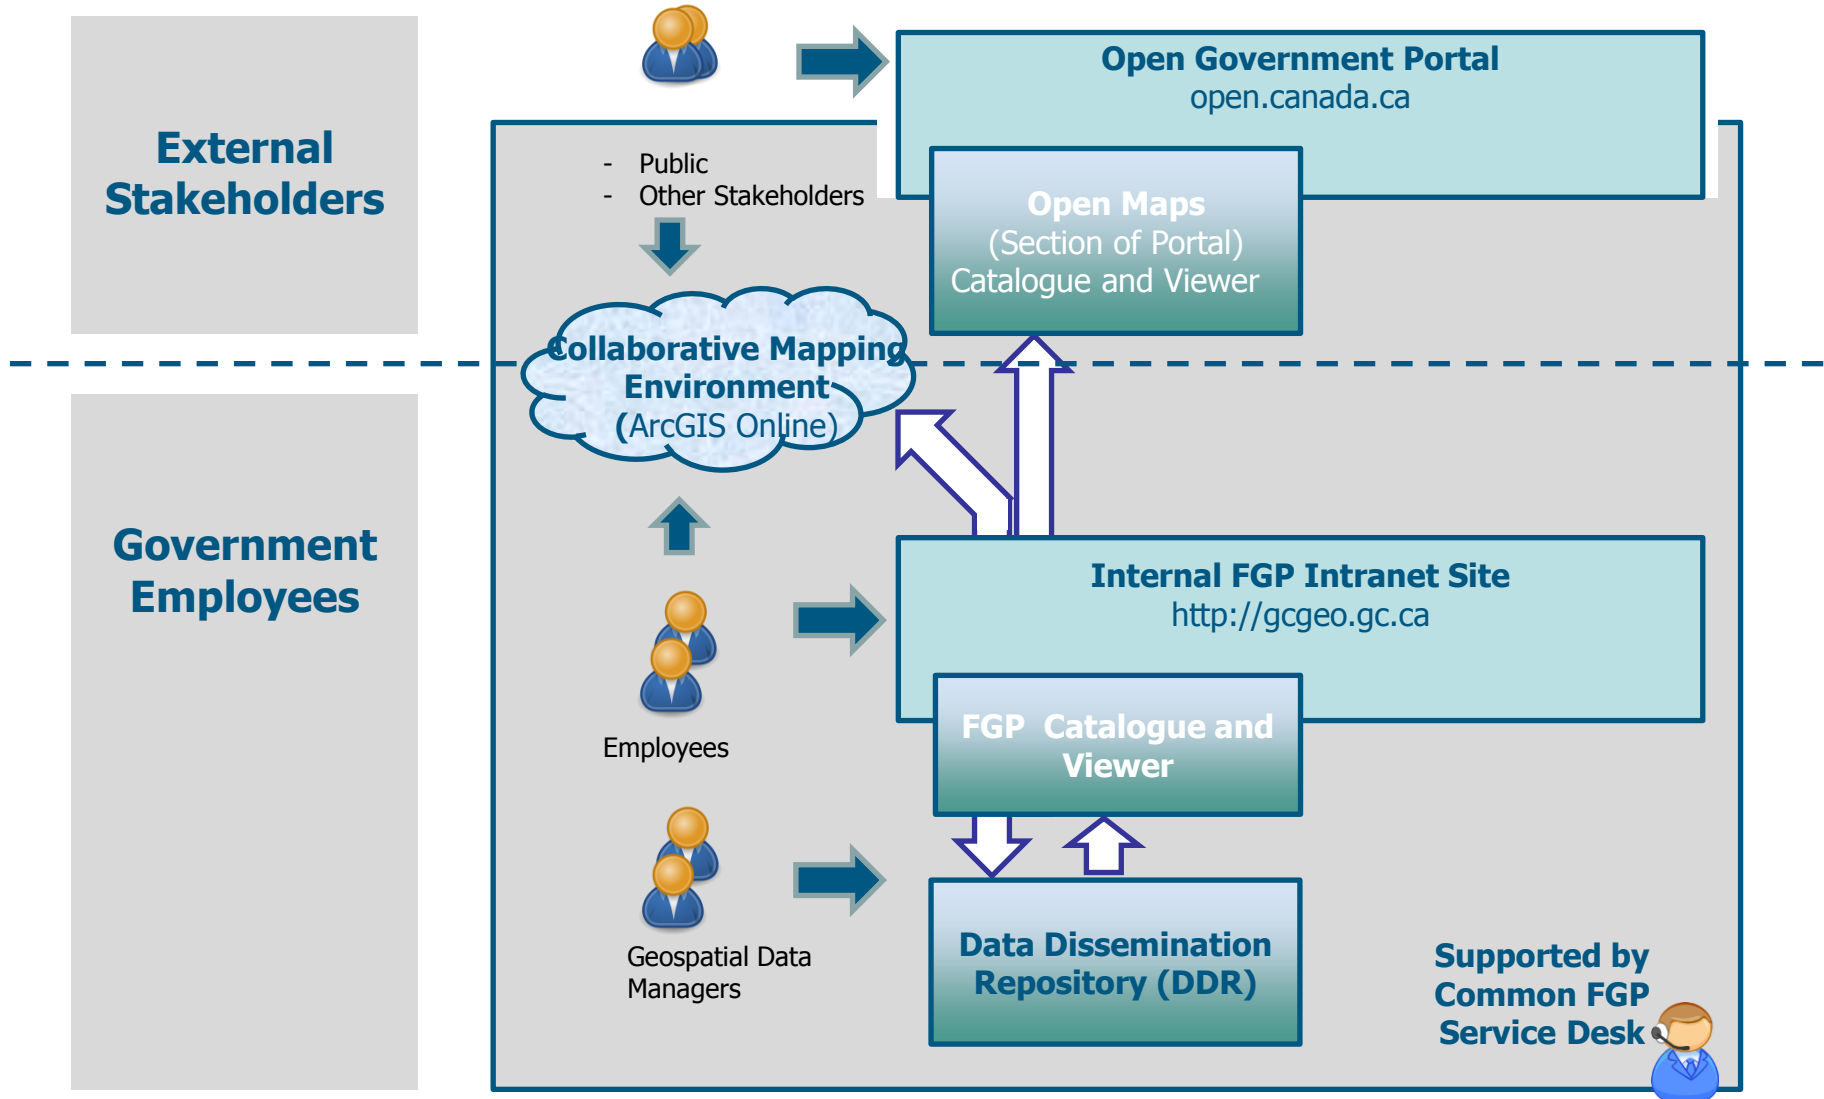 External
Stakeholders
Open Government Portal
open.canada.ca
- Public
- Other Stakeholders
Open Maps
(Section of Portal)
Catalogue and Viewer
Collaborative Mapping
Environment
(ArcGIS Online)
Government
Employees
Internal FGP Intranet Site
http://gcgeo.gc.ca
Employees
FGP Catalogue and
Viewer
Geospatial Data
Managers
Data Dissemination
Repository (DDR)
Supported by
Common FGP
Service Desk